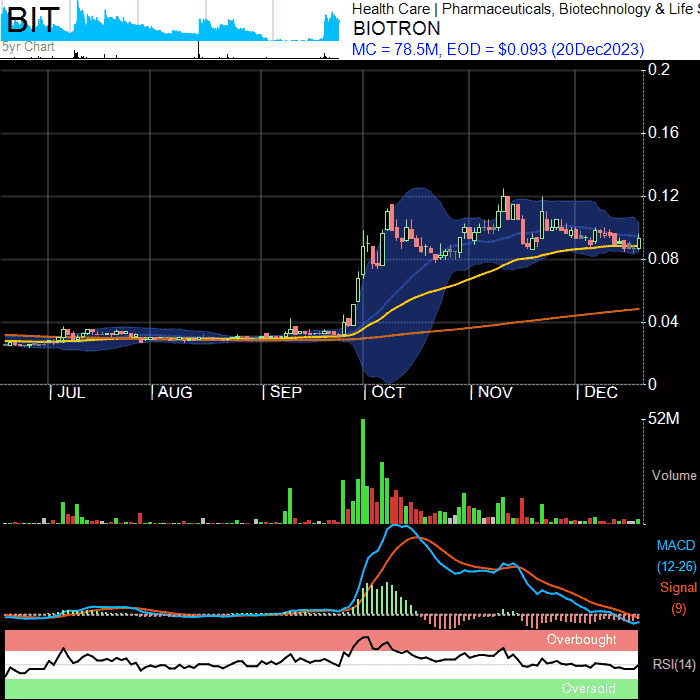 BIT
5yr Chart
Health Care | Pharmaceuticals, Biotechnology & Life S
BIOTRON
MC = 78.5M, EOD = $0.093 (20Dec2023)
0.2
0.16
0.12
0.08
0.04
0
| JUL | AUG | SEP | OCT | NOV | DEC
52M
Volume
MACD
(12-26)
Signal
(9)
Overbought
RSI(14)
Oversold